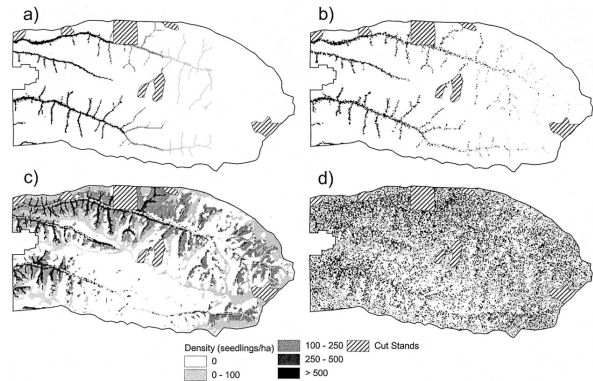 a)
b)
c)
d)
Density (seedlings/ha)
0
0 - 100
100 - 250
250 - 500
> 500
Cut Stands